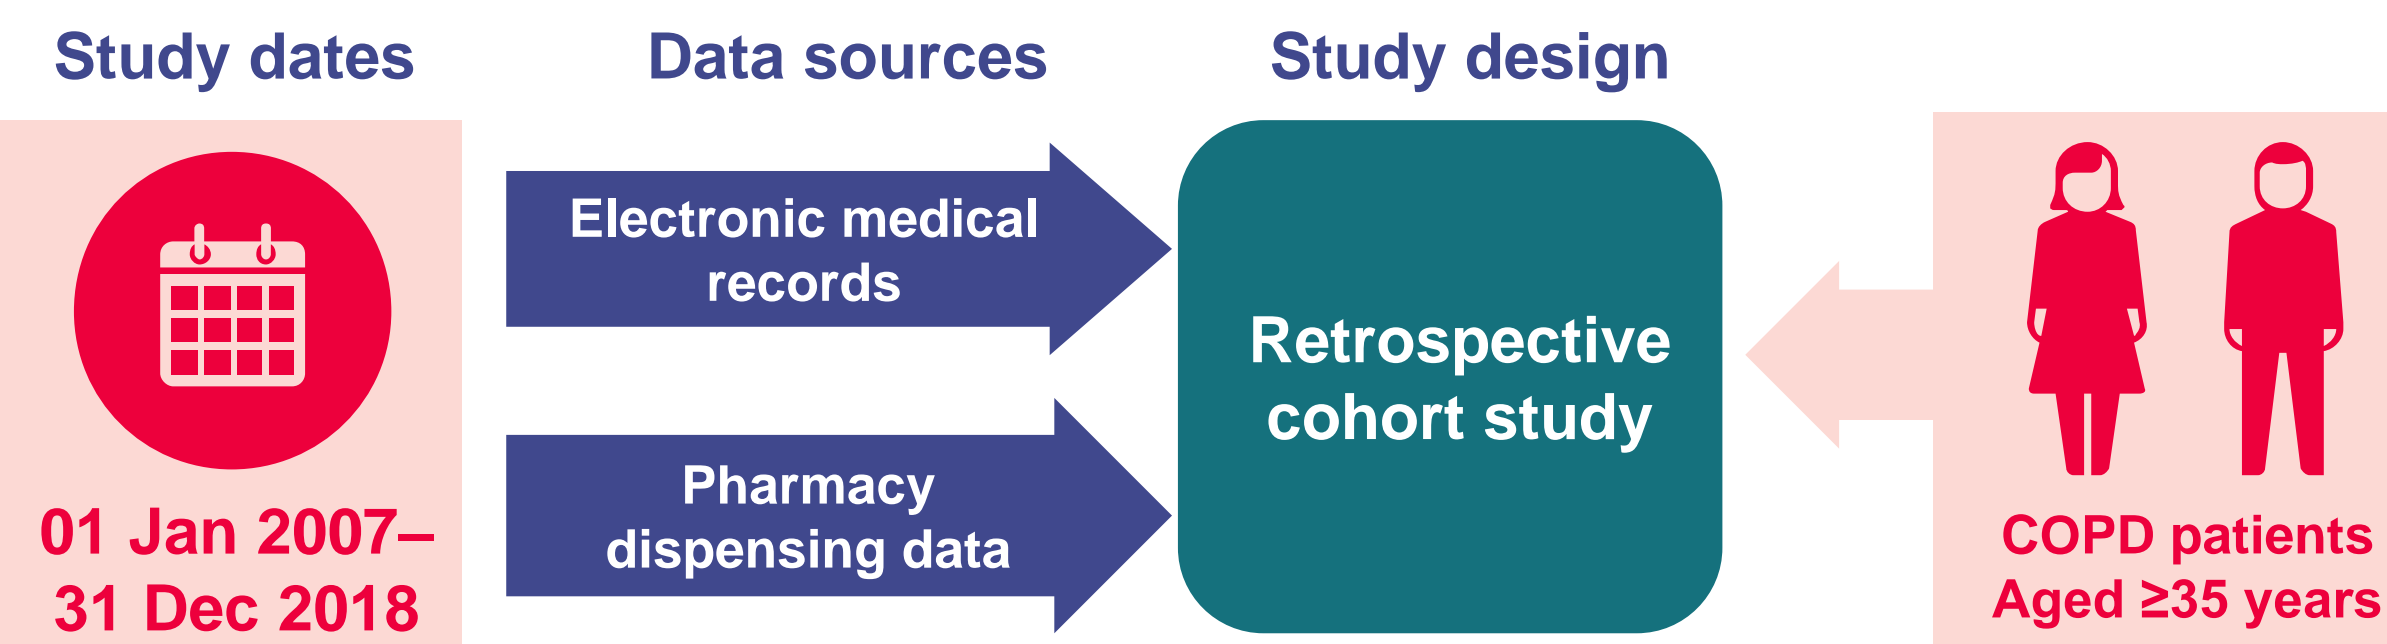 Study dates
Data sources
Study design
01 Jan 2007–
31 Dec 2018
Electronic medical
records
Pharmacy
dispensing data
Retrospective
cohort study
COPD patients
Aged ≥35 years